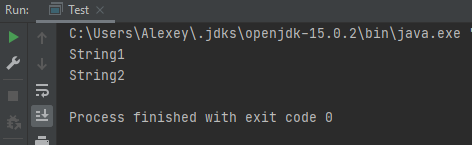 Run: Test
C:\Users\Alexey\.jdks\openjdk-15.0.2\bin\java.exe "
String1
String2
Process finished with exit code 0